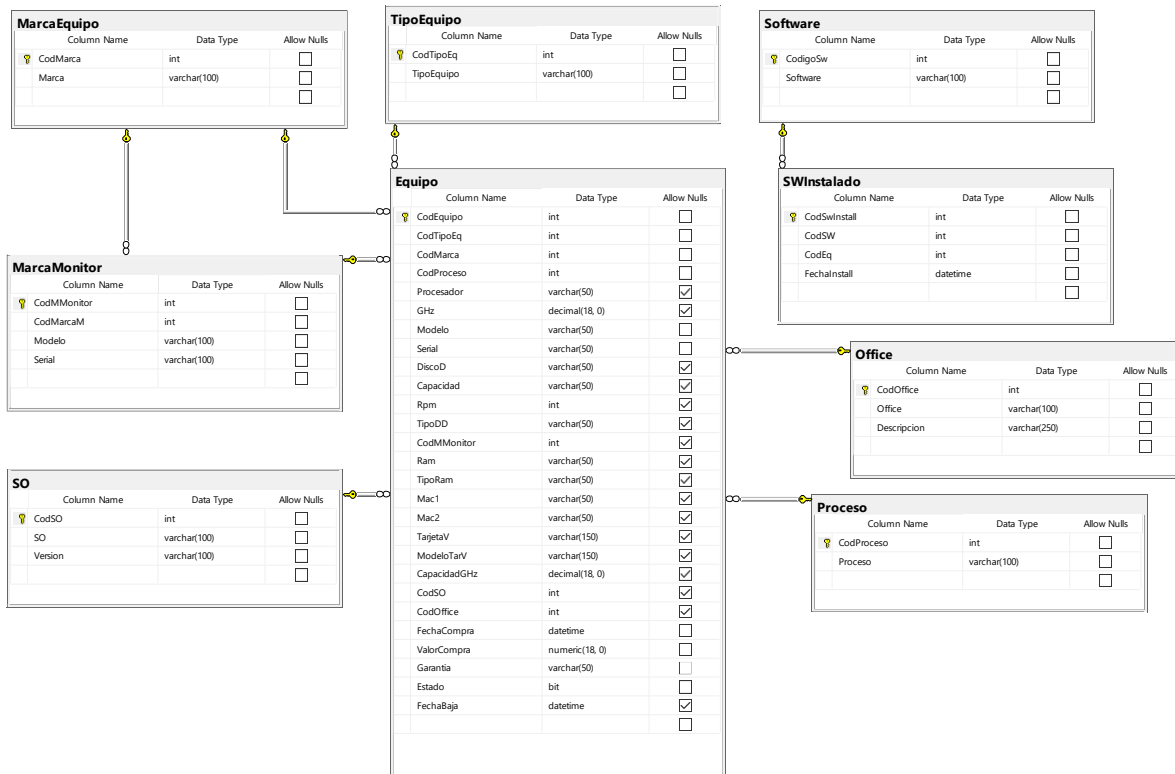 MarcaEquipo
Column Name Data Type Allow Nulls
CodMarca int
Marca varchar(100)
TipoEquipo
Column Name Data Type Allow Nulls
CodTipoEq int
TipoEquipo varchar(100)
Software
Column Name Data Type Allow Nulls
CodigoSw int
Software varchar(100)
Equipo
Column Name Data Type Allow Nulls
CodEquipo int
CodTipoEq int
CodMarca int
CodProceso int
Procesador varchar(50)
GHz decimal(18, 0)
Modelo varchar(50)
Serial varchar(50)
DiscoD varchar(50)
Capacidad varchar(50)
Rpm int
TipoDD varchar(50)
CodMMonitor int
Ram varchar(50)
TipoRam varchar(50)
Mac1 varchar(50)
Mac2 varchar(50)
TarjetaV varchar(150)
ModeloTarV varchar(150)
CapacidadGHz decimal(18, 0)
CodSO int
CodOffice int
FechaCompra datetime
ValorCompra numeric(18, 0)
Garantia varchar(50)
Estado bit
FechaBaja datetime
SWInstalado
Column Name Data Type Allow Nulls
CodSwInstall int
CodSW int
CodEq int
FechaInstall datetime
MarcaMonitor
Column Name Data Type Allow Nulls
CodMMonitor int
CodMarcaM int
Modelo varchar(100)
Serial varchar(100)
Office
Column Name Data Type Allow Nulls
CodOffice int
Office varchar(100)
Descripcion varchar(250)
SO
Column Name Data Type Allow Nulls
CodSO int
SO varchar(100)
Version varchar(100)
Proceso
Column Name Data Type Allow Nulls
CodProceso int
Proceso varchar(100)